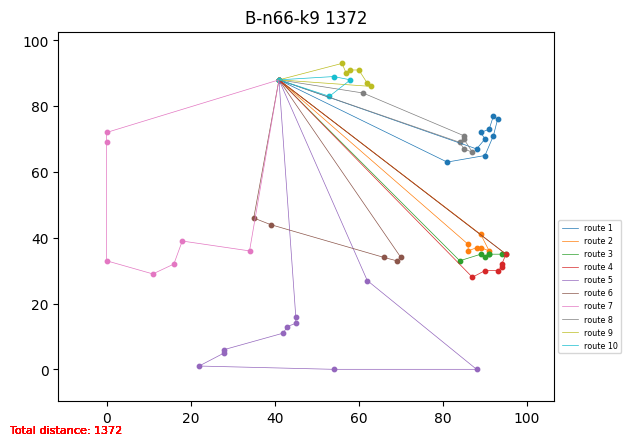 B-n66-k9 1372
100
80
60
40
20
0
0 20 40 60 80 100
route 1
route 2
route 3
route 4
route 5
route 6
route 7
route 8
route 9
route 10
Total distance: 1372